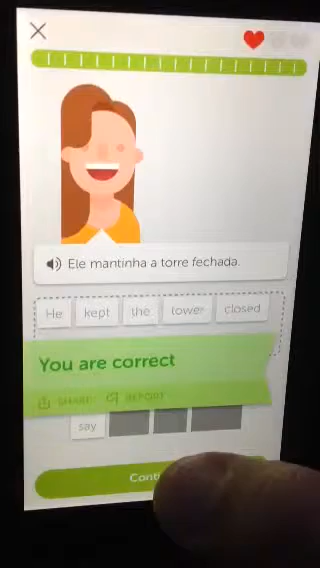 Ele mantinha a torre fechada.
He kept the tower closed
You are correct
SHARE REPORT
say